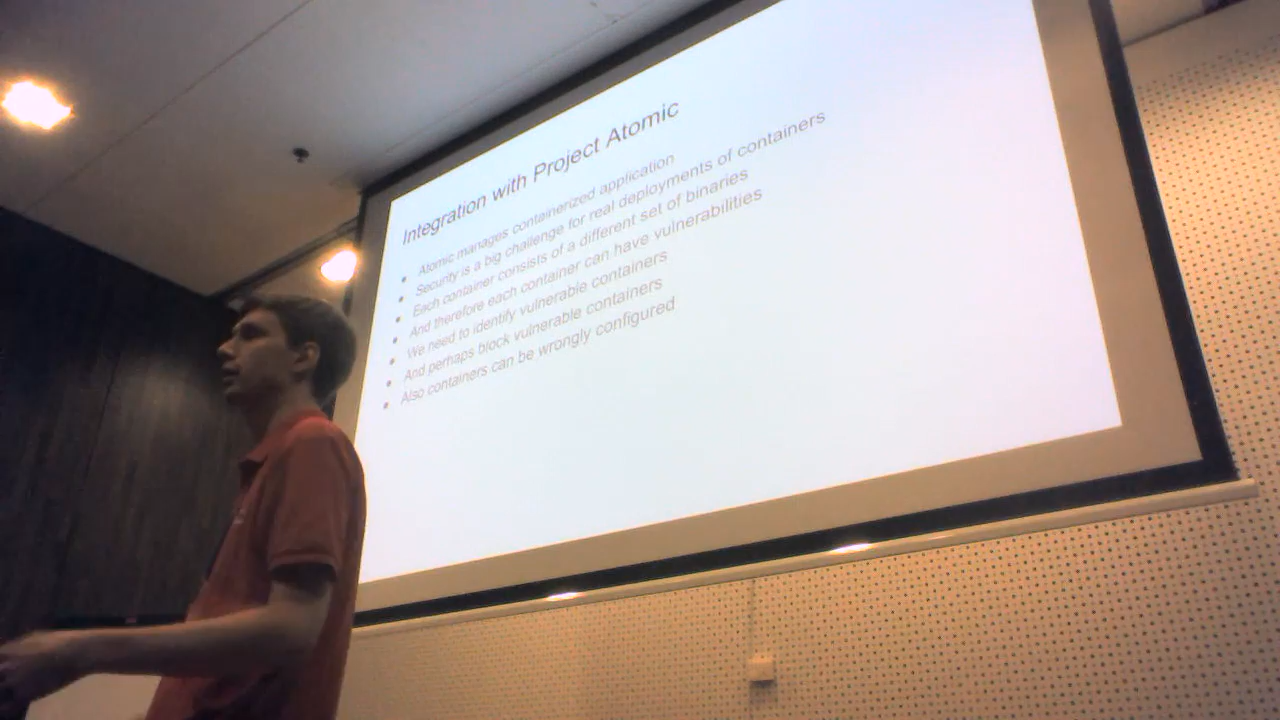 Integration with Project Atomic
Atomic manages containerized application
Security is a big challenge for real deployments of containers
Each container consists of a different set of binaries
And therefore each container can have vulnerabilities
We need to identify vulnerable containers
And perhaps block vulnerable containers
Also containers can be wrongly configured